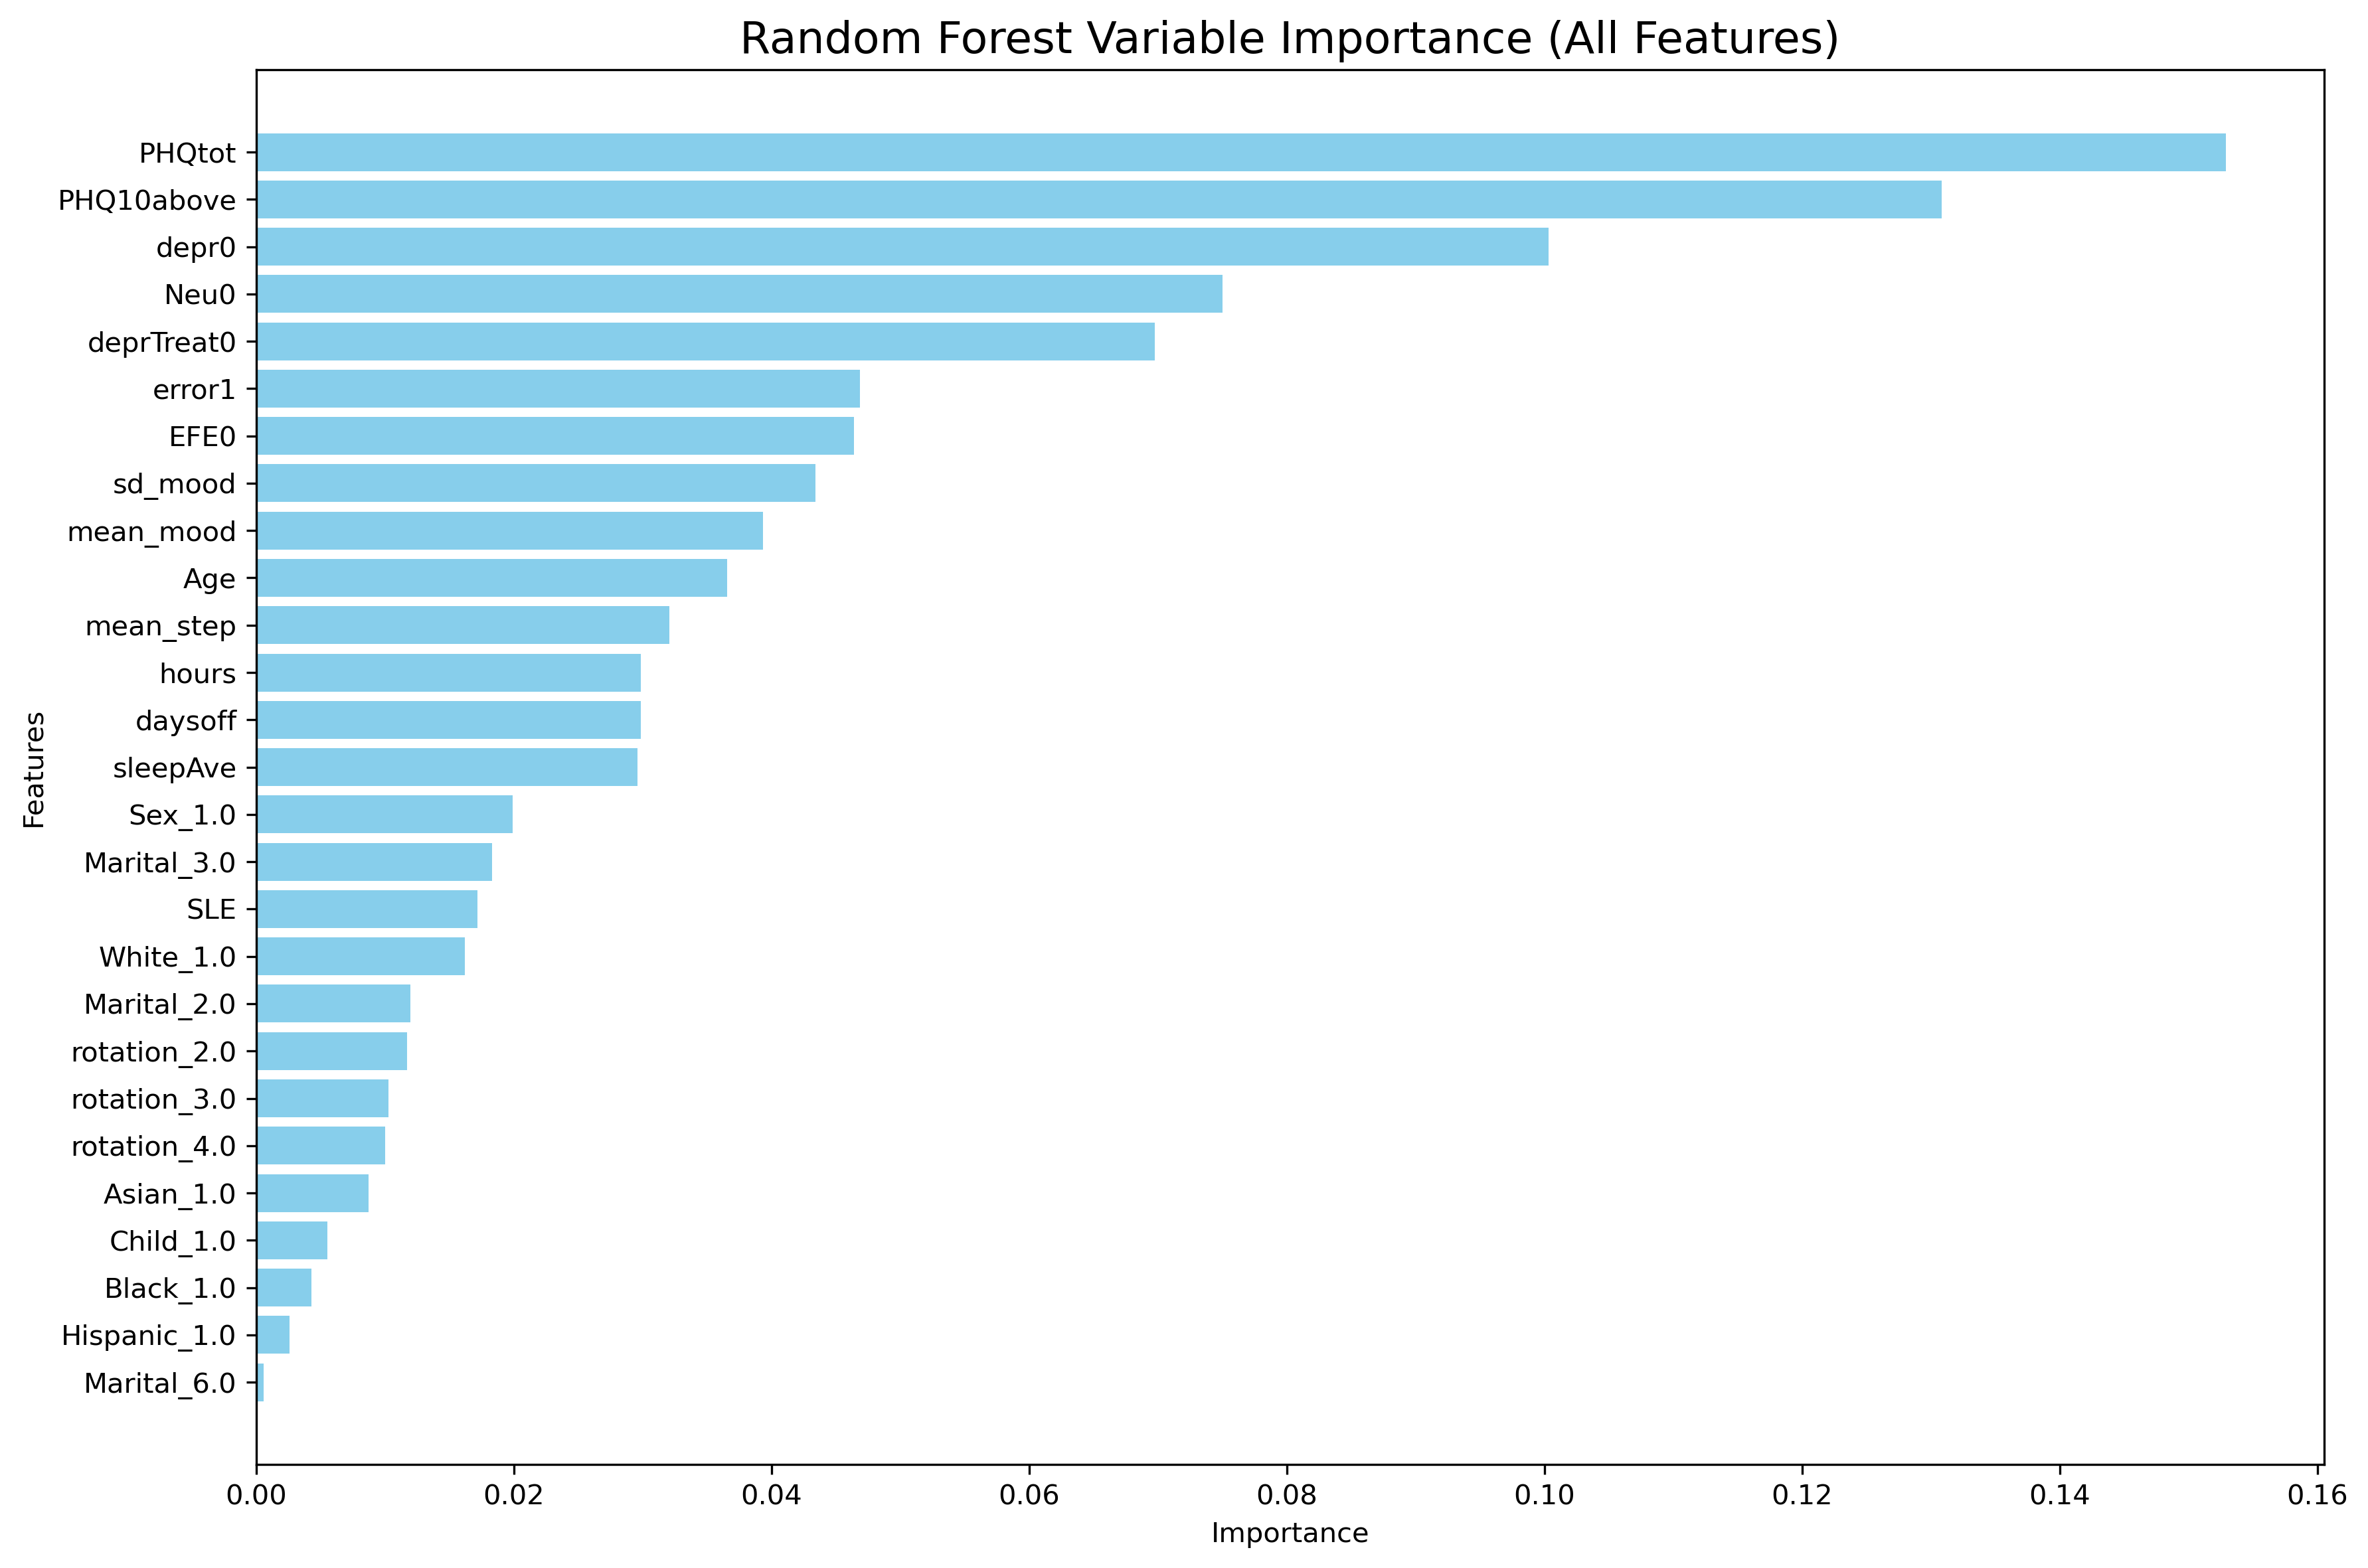 Random Forest Variable Importance (All Features)
PHQtot
PHQ10above
depr0
Neu0
deprTreat0
error1
EFE0
sd_mood
mean_mood
Age
mean_step
hours
daysoff
sleepAve
Sex_1.0
Marital_3.0
SLE
White_1.0
Marital_2.0
rotation_2.0
rotation_3.0
rotation_4.0
Asian_1.0
Child_1.0
Black_1.0
Hispanic_1.0
Marital_6.0
Features
0.00 0.02 0.04 0.06 0.08 0.10 0.12 0.14 0.16
Importance